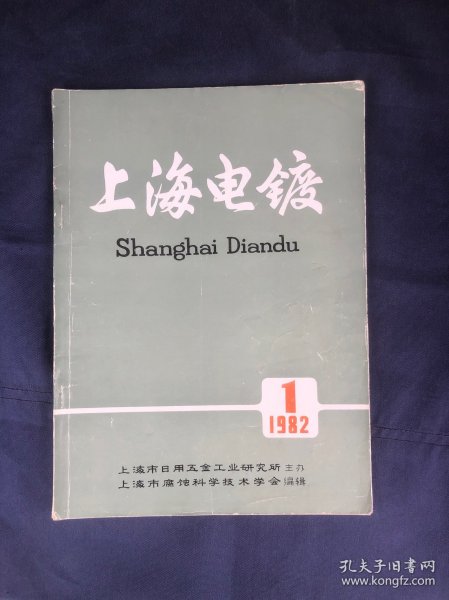 上海电镀
Shanghai Diandu
1
1982
上海市日用五金工业研究所 主办
上海市腐蚀科学技术学会 编辑
孔夫子旧书网
www.kongfz.com